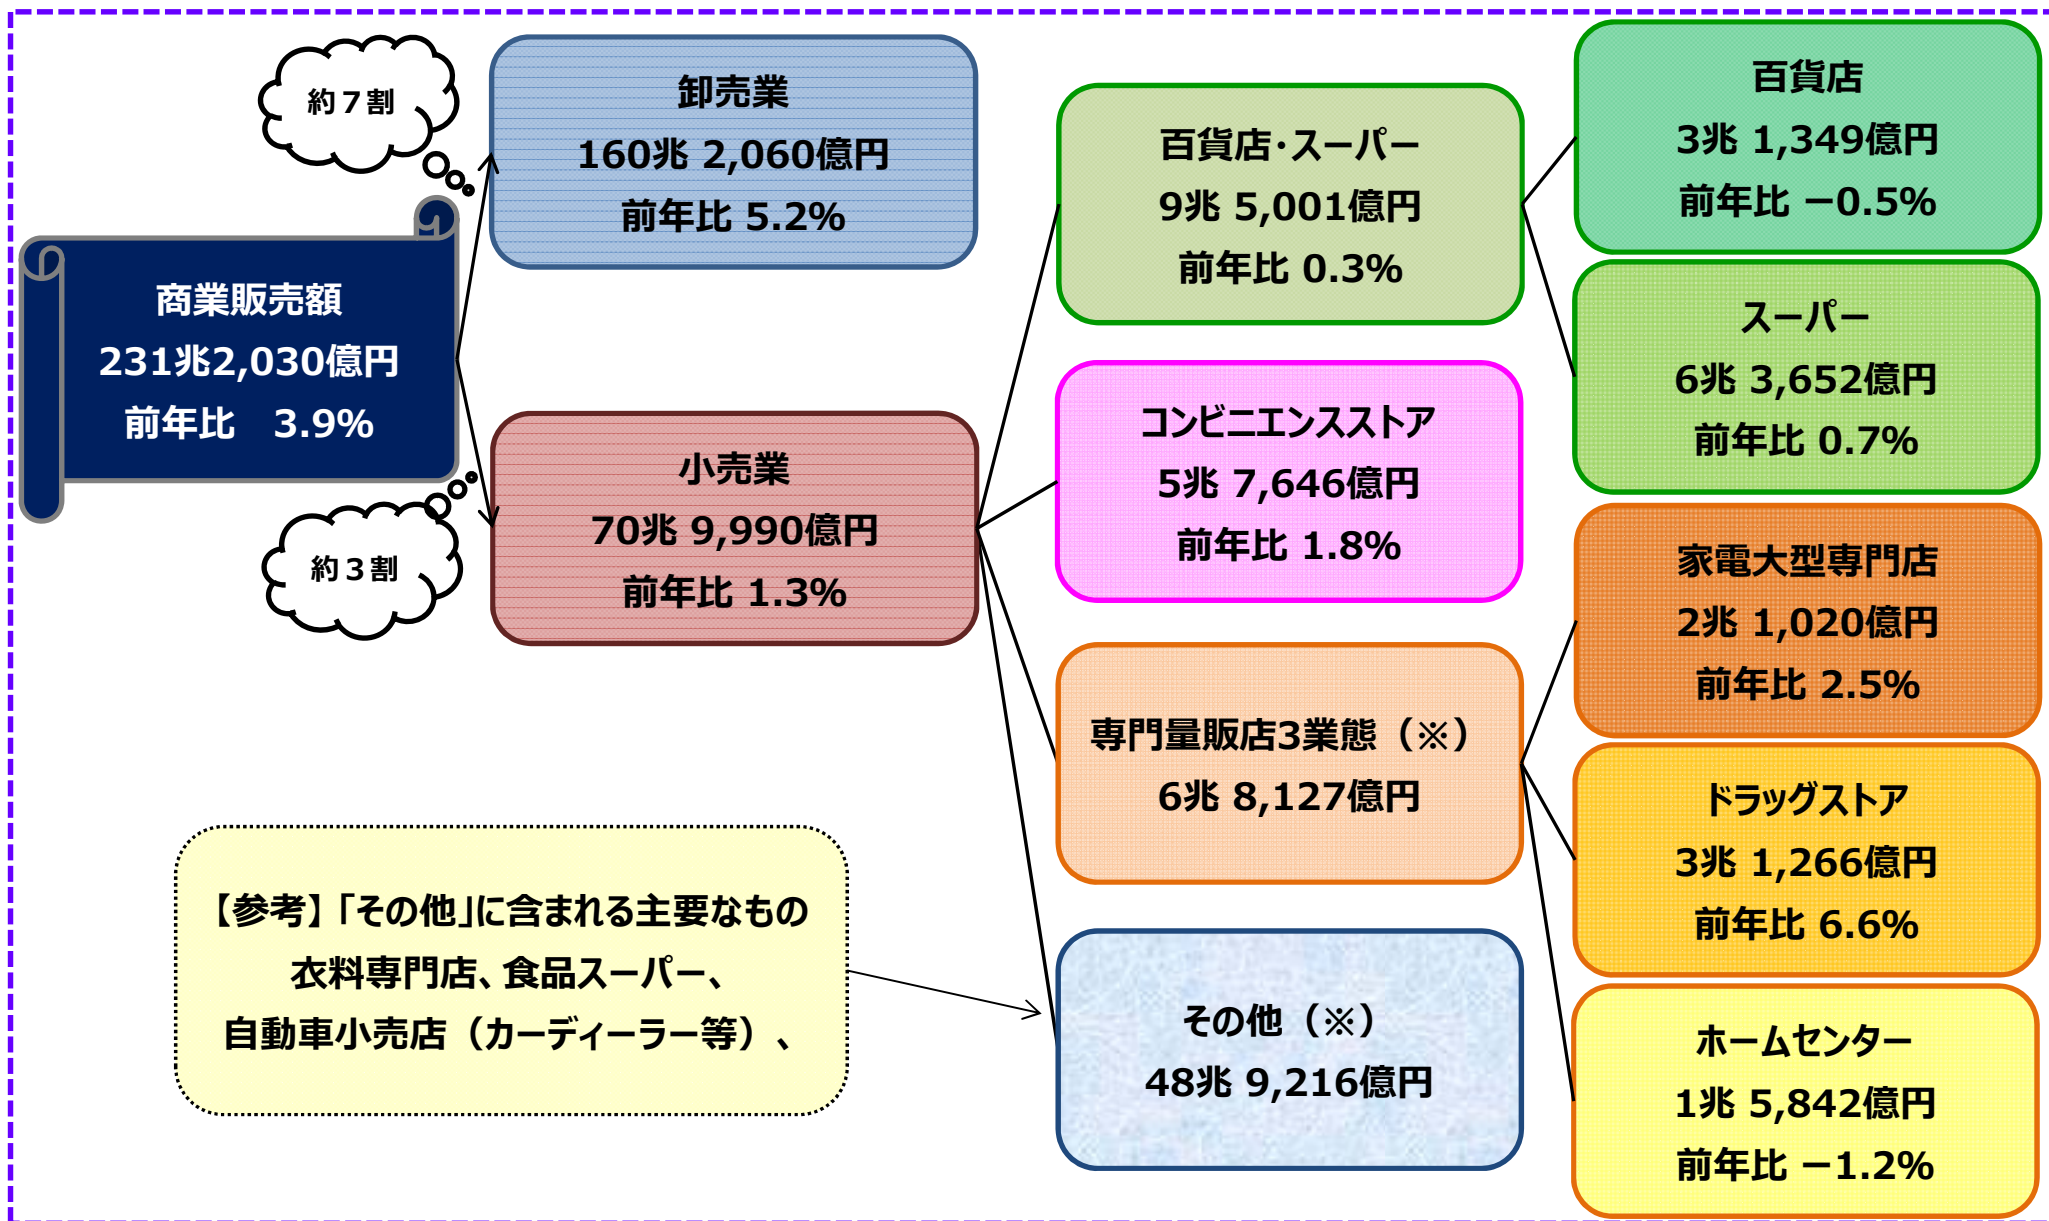 約７割
商業販売額
231兆2,030億円
前年比　3.9%
約３割
卸売業
160兆 2,060億円
前年比 5.2%
小売業
70兆 9,990億円
前年比 1.3%
百貨店･スーパー
9兆 5,001億円
前年比 0.3%
コンビニエンスストア
5兆 7,646億円
前年比 1.8%
専門量販店3業態（※）
6兆 8,127億円
その他（※）
48兆 9,216億円
百貨店
3兆 1,349億円
前年比 －0.5%
スーパー
6兆 3,652億円
前年比 0.7%
家電大型専門店
2兆 1,020億円
前年比 2.5%
ドラッグストア
3兆 1,266億円
前年比 6.6%
ホームセンター
1兆 5,842億円
前年比 －1.2%
【参考】「その他」に含まれる主要なもの
衣料専門店、食品スーパー、
自動車小売店（カーディーラー等）、